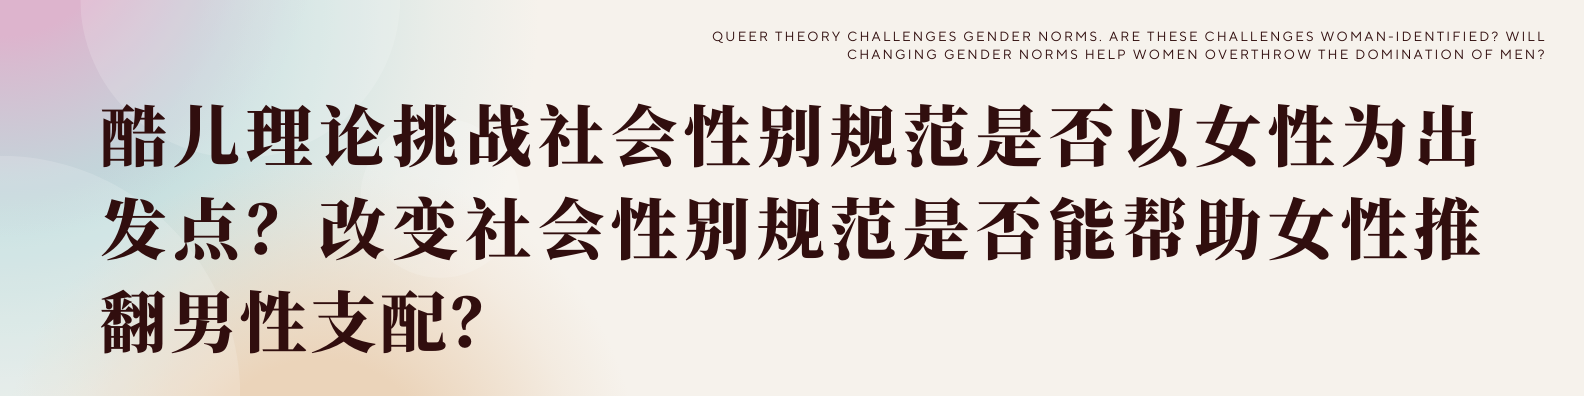 QUEER THEORY CHALLENGES GENDER NORMS. ARE THESE CHALLENGES WOMAN-IDENTIFIED? WILL
CHANGING GENDER NORMS HELP WOMEN OVERTHROW THE DOMINATION OF MEN?
酷儿理论挑战社会性别规范是否以女性为出
发点？改变社会性别规范是否能帮助女性推
翻男性支配？